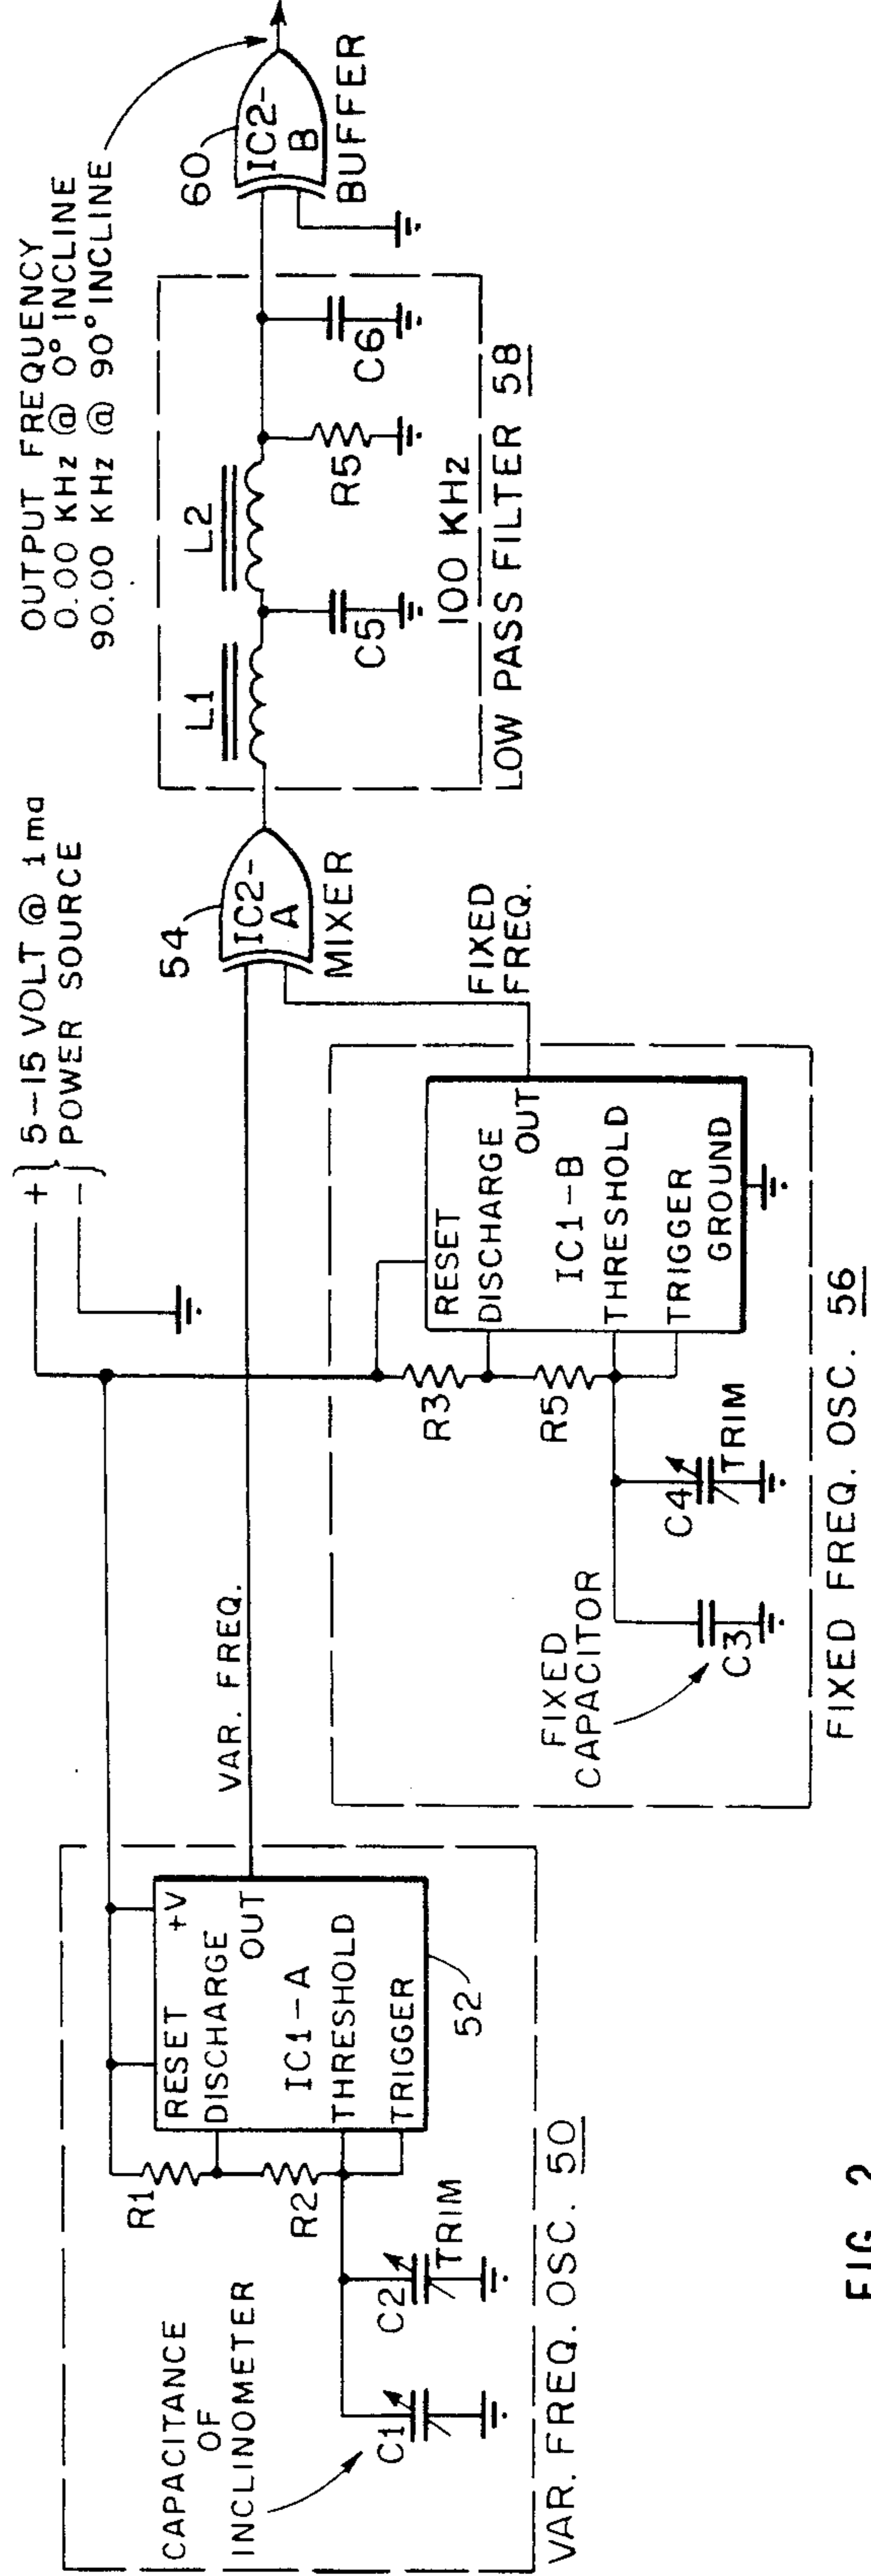 CAPACITANCE
OF
INCLINOMETER
C1
C2
TRIM
R1
R2
RESET
+V
DISCHARGE
OUT
IC1-A
THRESHOLD
TRIGGER
52
VAR. FREQ. OSC. 50
VAR. FREQ.
+
-
5-15 VOLT @ 1ma
POWER SOURCE
FIXED
CAPACITOR
C3
C4
TRIM
R3
R5
RESET
DISCHARGE
OUT
IC1-B
THRESHOLD
TRIGGER
GROUND
FIXED FREQ. OSC. 56
FIXED
FREQ.
54
IC2-
A
MIXER
L1
L2
C5
R5
C6
100 KHz
LOW PASS FILTER 58
OUTPUT FREQUENCY
0.00 KHz @ 0° INCLINE
90.00 KHz @ 90° INCLINE
60
IC2-
B
BUFFER
FIG. 2